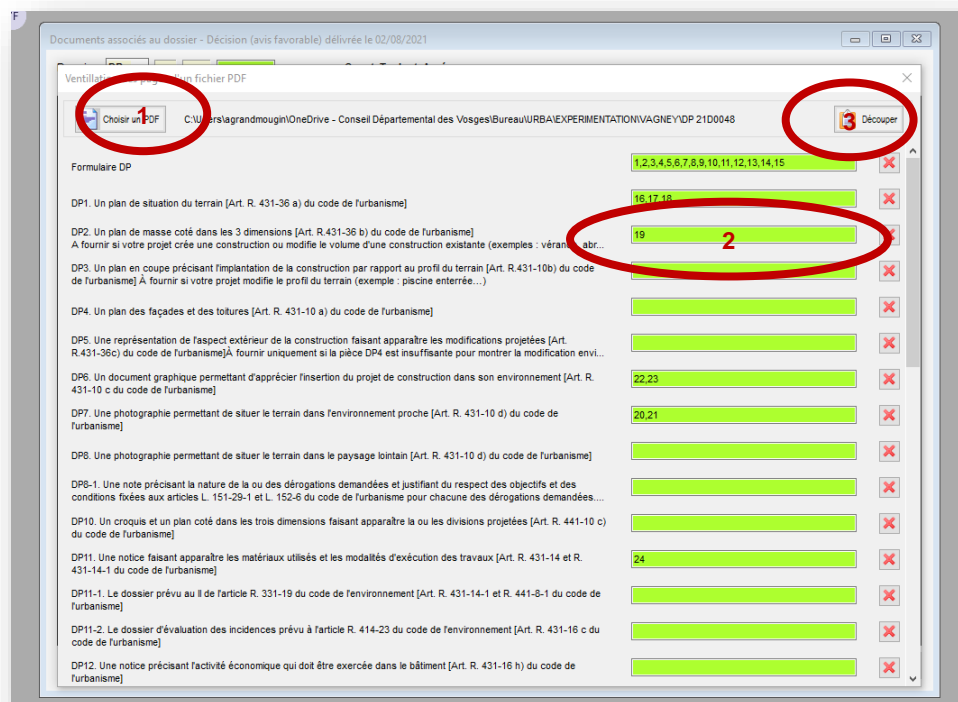 Documents associés au dossier - Décision (avis favorable) délivrée le 02/08/2021
Ventillation d'un fichier PDF
1
Choisir un PDF
C:\Users\agrandmougin\OneDrive - Conseil Départemental des Vosges\Bureau\URBA\EXPERIMENTATION\VAGNEY\DP 21D0048
3
Découper
Formulaire DP
1,2,3,4,5,6,7,8,9,10,11,12,13,14,15
DP1. Un plan de situation du terrain [Art. R. 431-36 a) du code de l'urbanisme]
16,17,18
DP2. Un plan de masse coté dans les 3 dimensions [Art. R.431-36 b) du code de l'urbanisme]
A fournir si votre projet crée une construction ou modifie le volume d'une construction existante (exemples : véranda, abr...
19
2
DP3. Un plan en coupe précisant l'implantation de la construction par rapport au profil du terrain [Art. R.431-10b) du code
de l'urbanisme] À fournir si votre projet modifie le profil du terrain (exemple : piscine enterrée…)
DP4. Un plan des façades et des toitures [Art. R. 431-10 a) du code de l'urbanisme]
DP5. Une représentation de l'aspect extérieur de la construction faisant apparaître les modifications projetées [Art.
R.431-36c) du code de l'urbanisme]À fournir uniquement si la pièce DP4 est insuffisante pour montrer la modification envi...
DP6. Un document graphique permettant d'apprécier l'insertion du projet de construction dans son environnement [Art. R.
431-10 c du code de l'urbanisme]
22,23
DP7. Une photographie permettant de situer le terrain dans l'environnement proche [Art. R. 431-10 d) du code de
l'urbanisme]
20,21
DP8. Une photographie permettant de situer le terrain dans le paysage lointain [Art. R. 431-10 d) du code de l'urbanisme]
DP8-1. Une note précisant la nature de la ou des dérogations demandées et justifiant du respect des objectifs et des
conditions fixées aux articles L. 151-29-1 et L. 152-6 du code de l'urbanisme pour chacune des dérogations demandées....
DP10. Un croquis et un plan coté dans les trois dimensions faisant apparaître la ou les divisions projetées [Art. R. 441-10 c)
du code de l'urbanisme]
DP11. Une notice faisant apparaître les matériaux utilisés et les modalités d'exécution des travaux [Art. R. 431-14 et R.
431-14-1 du code de l'urbanisme]
24
DP11-1. Le dossier prévu au II de l'article R. 331-19 du code de l'environnement [Art. R. 431-14-1 et R. 441-8-1 du code de
l'urbanisme]
DP11-2. Le dossier d'évaluation des incidences prévu à l'article R. 414-23 du code de l'environnement [Art. R. 431-16 c du
code de l'urbanisme]
DP12. Une notice précisant l'activité économique qui doit être exercée dans le bâtiment [Art. R. 431-16 h) du code de
l'urbanisme]